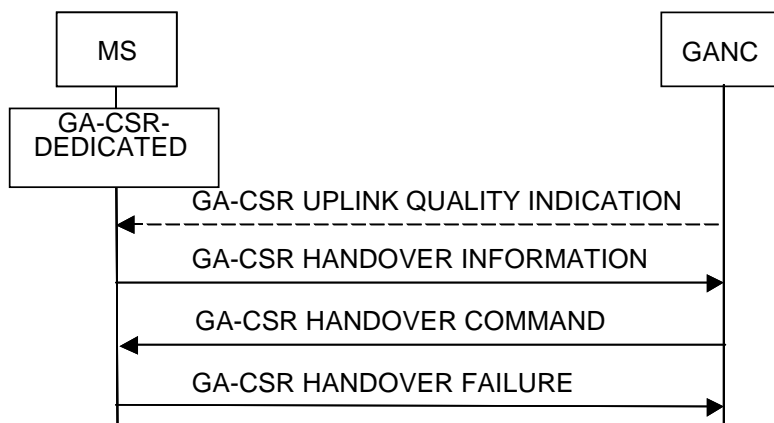 MS
GANC
GA-CSR-
DEDICATED
GA-CSR UPLINK QUALITY INDICATION
GA-CSR HANDOVER INFORMATION
GA-CSR HANDOVER COMMAND
GA-CSR HANDOVER FAILURE